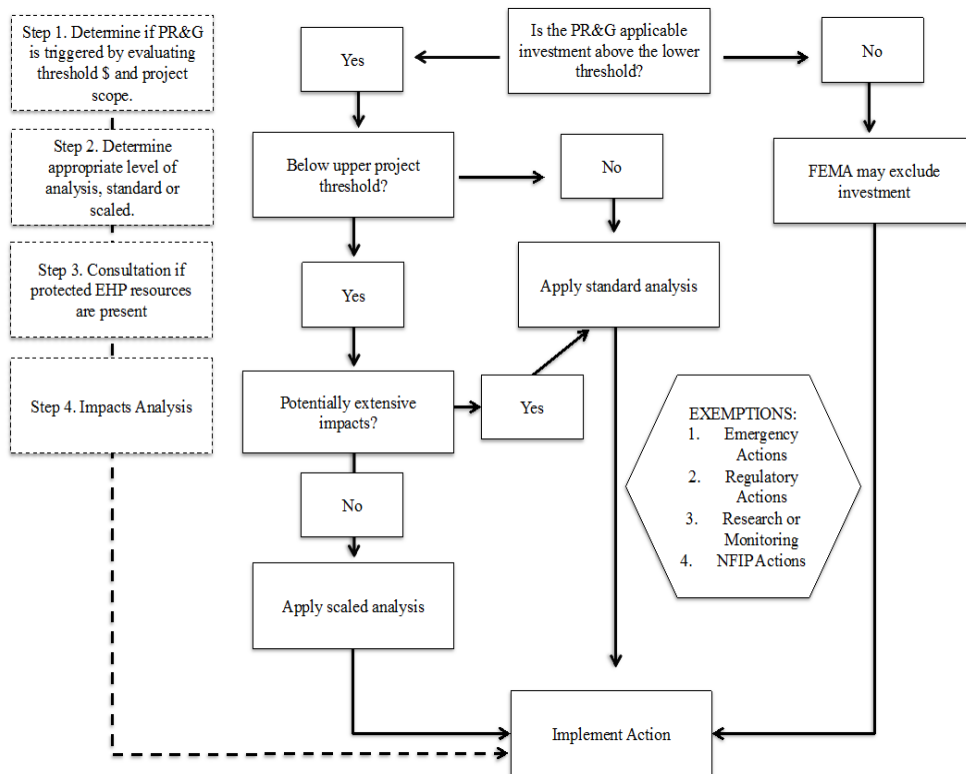 Step 1. Determine if PR&G
is triggered by evaluating
threshold $ and project
scope.
Step 2. Determine
appropriate level of
analysis, standard or
scaled.
Step 3. Consultation if
protected EHP resources
are present
Step 4. Impacts Analysis
Is the PR&G applicable
investment above the lower
threshold?
Yes
No
Below upper project
threshold?
No
FEMA may exclude
investment
Yes
Apply standard analysis
Potentially extensive
impacts?
Yes
No
Apply scaled analysis
EXEMPTIONS:
1. Emergency
Actions
2. Regulatory
Actions
3. Research or
Monitoring
4. NFIP Actions
Implement Action